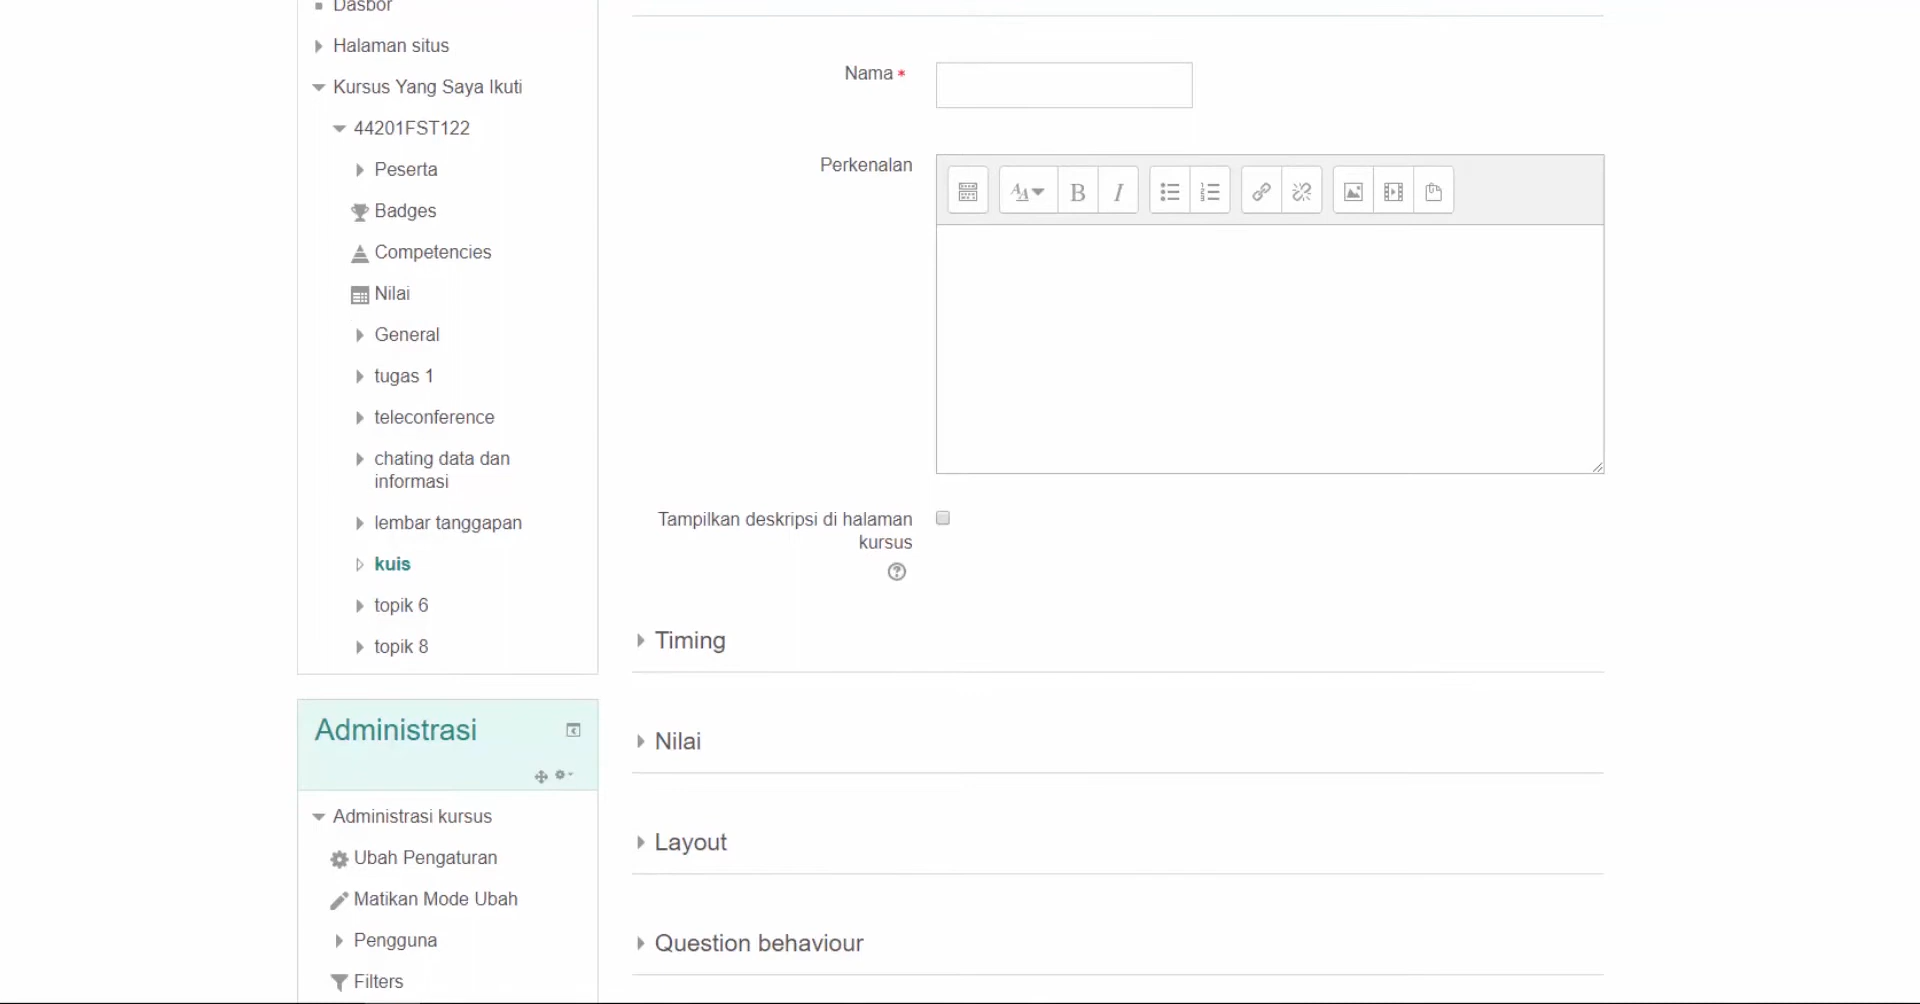 Dasbor
Halaman situs
Kursus Yang Saya Ikuti
44201FST122
Peserta
Badges
Competencies
Nilai
General
tugas 1
teleconference
chating data dan
informasi
lembar tanggapan
kuis
topik 6
topik 8
Administrasi
Administrasi kursus
Ubah Pengaturan
Matikan Mode Ubah
Pengguna
Filters
Nama *
Perkenalan
Tampilkan deskripsi di halaman
kursus
Timing
Nilai
Layout
Question behaviour